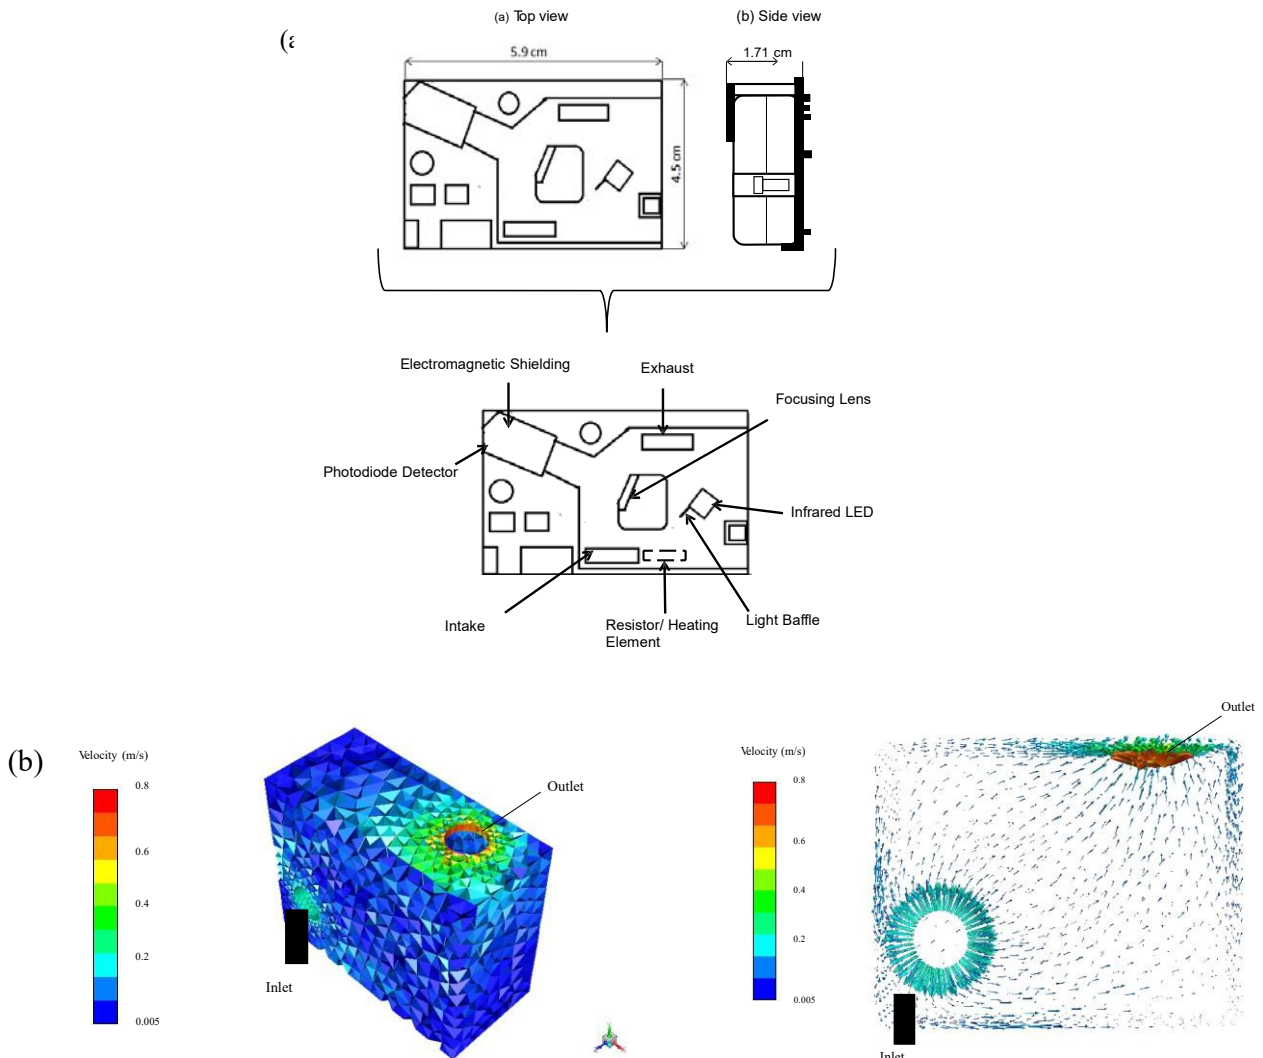 (a) Top view
(b) Side view
(a
5.9 cm
1.71 cm
4.5 cm
Electromagnetic Shielding
Exhaust
Focusing Lens
Photodiode Detector
Infrared LED
Intake
Resistor/ Heating
Element
Light Baffle
(b)
Velocity (m/s)
0.8
0.6
0.4
0.2
0.005
Outlet
Inlet
Velocity (m/s)
0.8
0.6
0.4
0.2
0.005
Outlet
Inlet